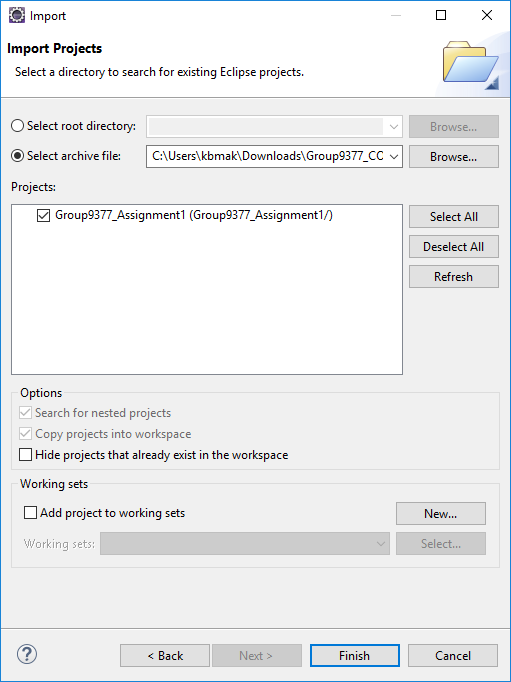 Import
Import Projects
Select a directory to search for existing Eclipse projects.
Select root directory:
Browse...
Select archive file:
C:\Users\kbmak\Downloads\Group9377_CO
Browse...
Projects:
Group9377_Assignment1 (Group9377_Assignment1/)
Select All
Deselect All
Refresh
Options
Search for nested projects
Copy projects into workspace
Hide projects that already exist in the workspace
Working sets
Add project to working sets
New...
Working sets:
Select...
?
< Back
Next >
Finish
Cancel